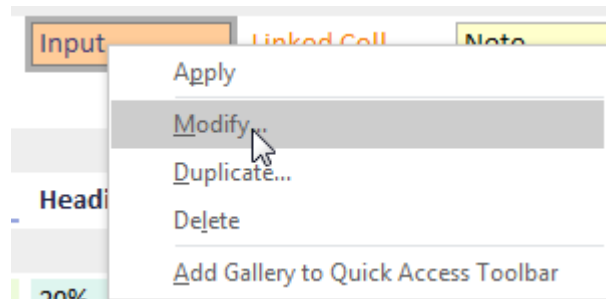 Input Linked Cell Note
Apply
Modify...
Duplicate...
Headi
Delete
Add Gallery to Quick Access Toolbar
20%